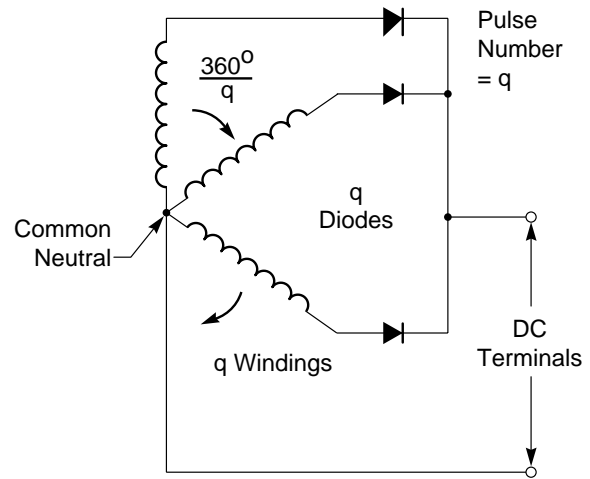 Pulse
Number
= q
360°
q
q
Diodes
Common
Neutral
q Windings
DC
Terminals